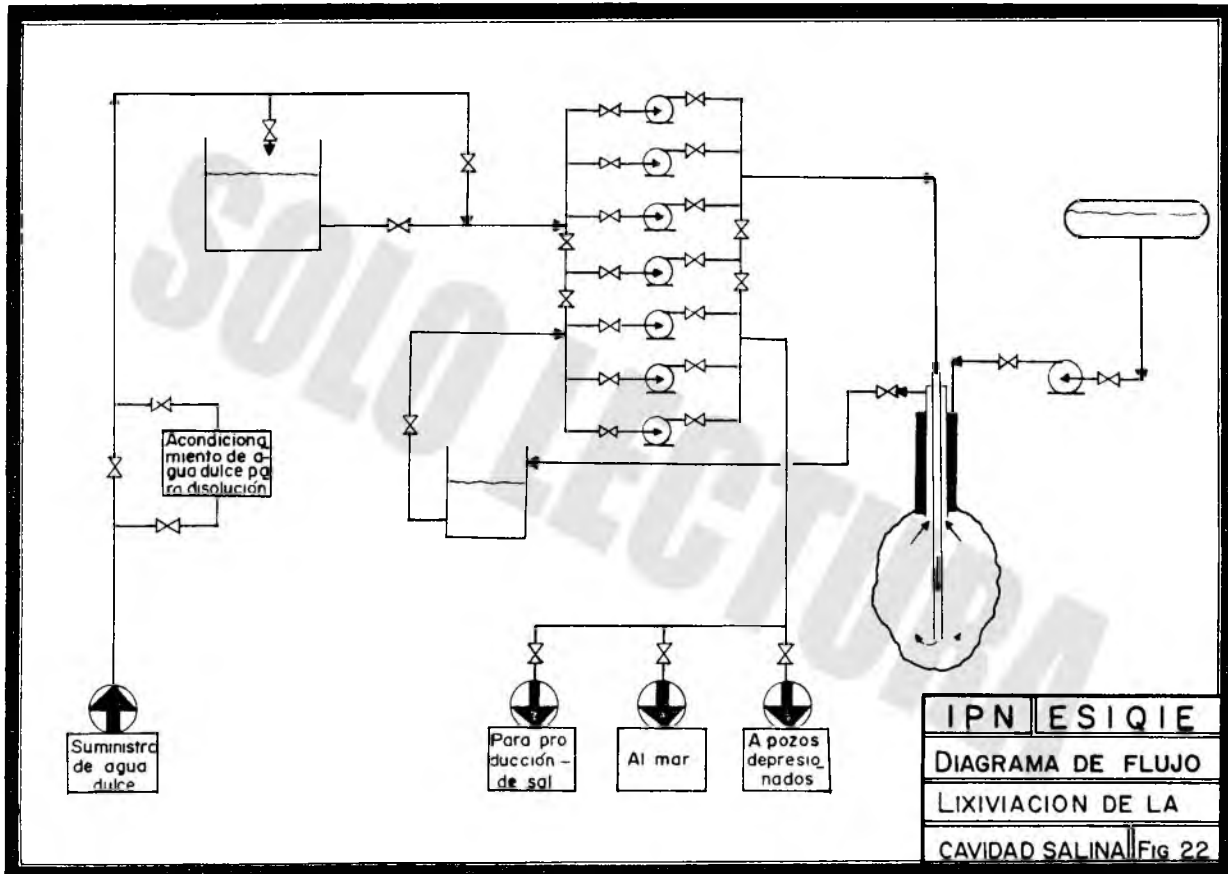 SOLO LECTURA
Acondiciona
miento de a-
gua dulce pa
ra disolución
Suministro
de agua
dulce
Para pro
ducción -
de sal
Al mar
A pozos
depresio-
nados
IPN ESIQIE
DIAGRAMA DE FLUJO
LIXIVIACION DE LA
CAVIDAD SALINA FIG 22